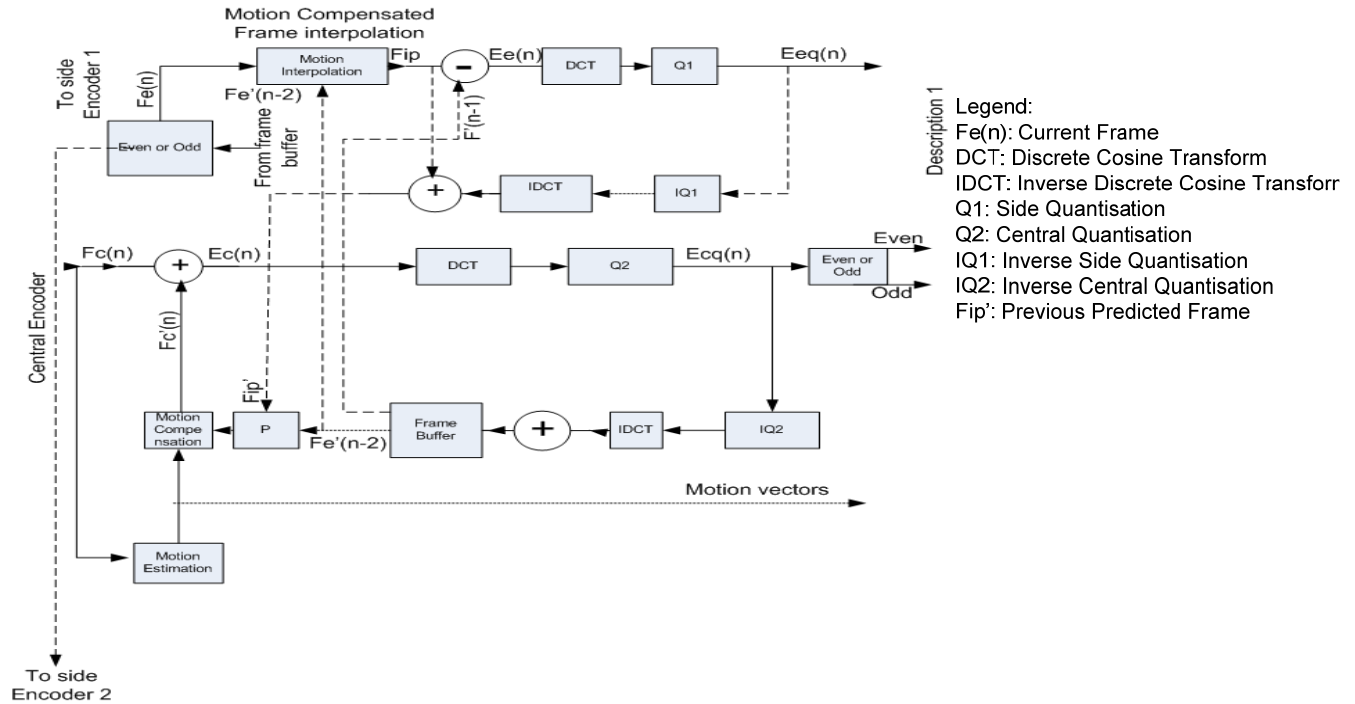 Motion Compensated
Frame interpolation
To side
Encoder 1
Fe(n)
Motion
Interpolation
Fip
-
Ee(n)
DCT
Q1
Eeq(n)
Fe'(n-2)
F'(n-1)
Even or Odd
From frame
buffer
+
IDCT
IQ1
Description 1
Legend:
Fe(n): Current Frame
DCT: Discrete Cosine Transform
IDCT: Inverse Discrete Cosine Transforr
Q1: Side Quantisation
Q2: Central Quantisation
IQ1: Inverse Side Quantisation
IQ2: Inverse Central Quantisation
Fip': Previous Predicted Frame
Central Encoder
Fc(n)
+
Ec(n)
DCT
Q2
Ecq(n)
Even or
Odd
Even
Odd
Fc'(n)
Fip'
Motion
Compe
nsation
P
Fe'(n-2)
Frame
Buffer
+
IDCT
IQ2
Motion vectors
Motion
Estimation
To side
Encoder 2